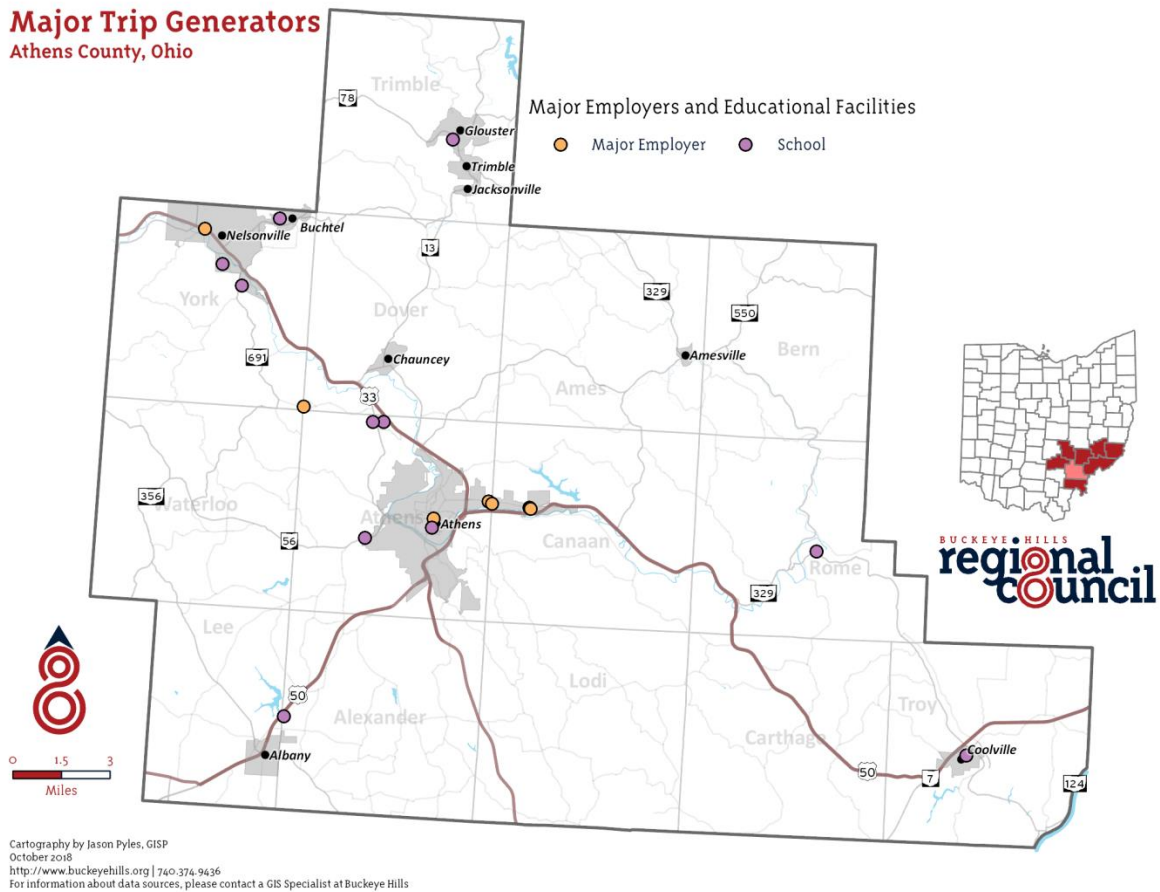 Major Trip Generators
Athens County, Ohio
Major Employers and Educational Facilities
Major Employer
School
Trimble
78
Glouster
Trimble
Jacksonville
Buchtel
Nelsonville
13
York
Dover
329
550
691
Chauncey
Amesville
Bern
Ames
33
356
Waterloo
Athens
Athens
56
Canaan
Rome
329
BUCKEYE HILLS
regional
council
Lee
Lodi
50
Alexander
Troy
Carthage
Albany
Coolville
50
7
124
0 1.5 3
Miles
Cartography by Jason Pyles, GISP
October 2018
http://www.buckeyehills.org | 740.374.9436
For information about data sources, please contact a GIS Specialist at Buckeye Hills